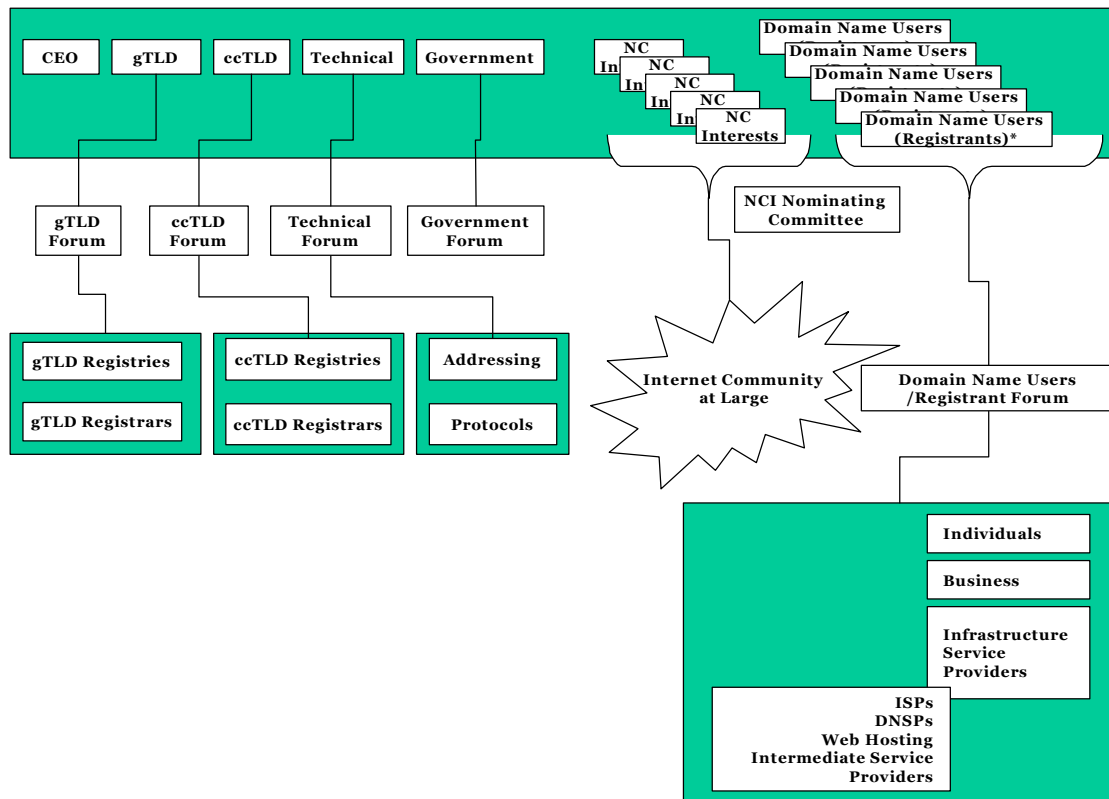 CEO
gTLD
ccTLD
Technical
Government
NC
NC
NC
NC
NC
Interests
Domain Name Users
Domain Name Users
Domain Name Users
Domain Name Users
Domain Name Users
(Registrants)*
NCI Nominating
Committee
gTLD
Forum
ccTLD
Forum
Technical
Forum
Government
Forum
gTLD Registries
gTLD Registrars
ccTLD Registries
ccTLD Registrars
Addressing
Protocols
Internet Community
at Large
Domain Name Users
/Registrant Forum
Individuals
Business
Infrastructure
Service
Providers
ISPs
DNSPs
Web Hosting
Intermediate Service
Providers